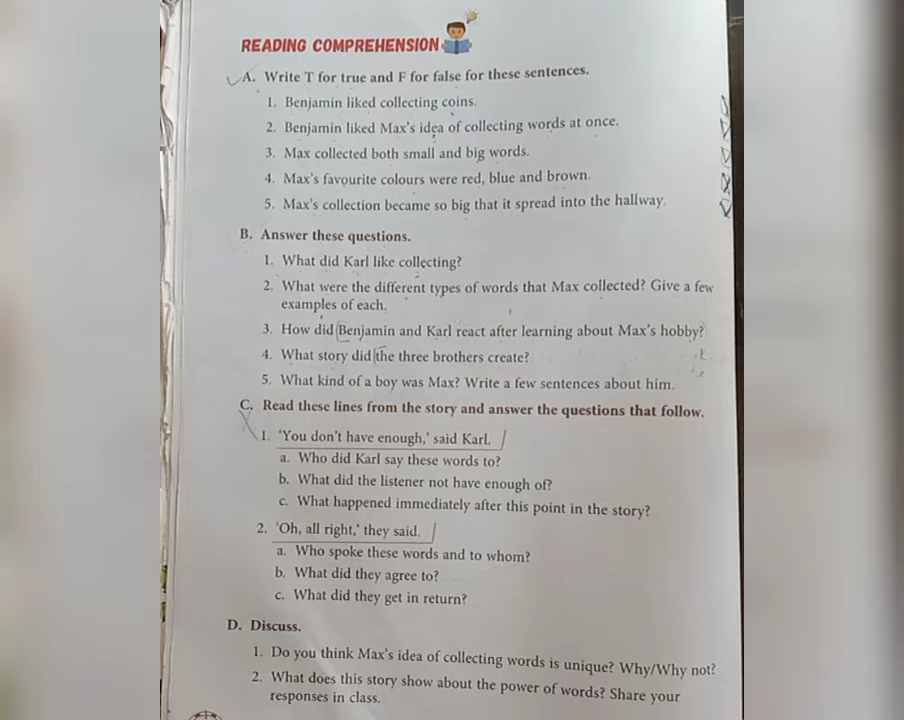 READING COMPREHENSION
A. Write T for true and F for false for these sentences.
1. Benjamin liked collecting coins.
2. Benjamin liked Max's idea of collecting words at once.
3. Max collected both small and big words.
4. Max's favourite colours were red, blue and brown.
5. Max's collection became so big that it spread into the hallway.
B. Answer these questions.
1. What did Karl like collecting?
2. What were the different types of words that Max collected? Give a few
examples of each.
3. How did Benjamin and Karl react after learning about Max's hobby?
4. What story did the three brothers create?
5. What kind of a boy was Max? Write a few sentences about him.
C. Read these lines from the story and answer the questions that follow.
1. 'You don't have enough,' said Karl.
a. Who did Karl say these words to?
b. What did the listener not have enough of?
c. What happened immediately after this point in the story?
2. 'Oh, all right,' they said.
a. Who spoke these words and to whom?
b. What did they agree to?
c. What did they get in return?
D. Discuss.
1. Do you think Max's idea of collecting words is unique? Why/Why not?
2. What does this story show about the power of words? Share your
responses in class.